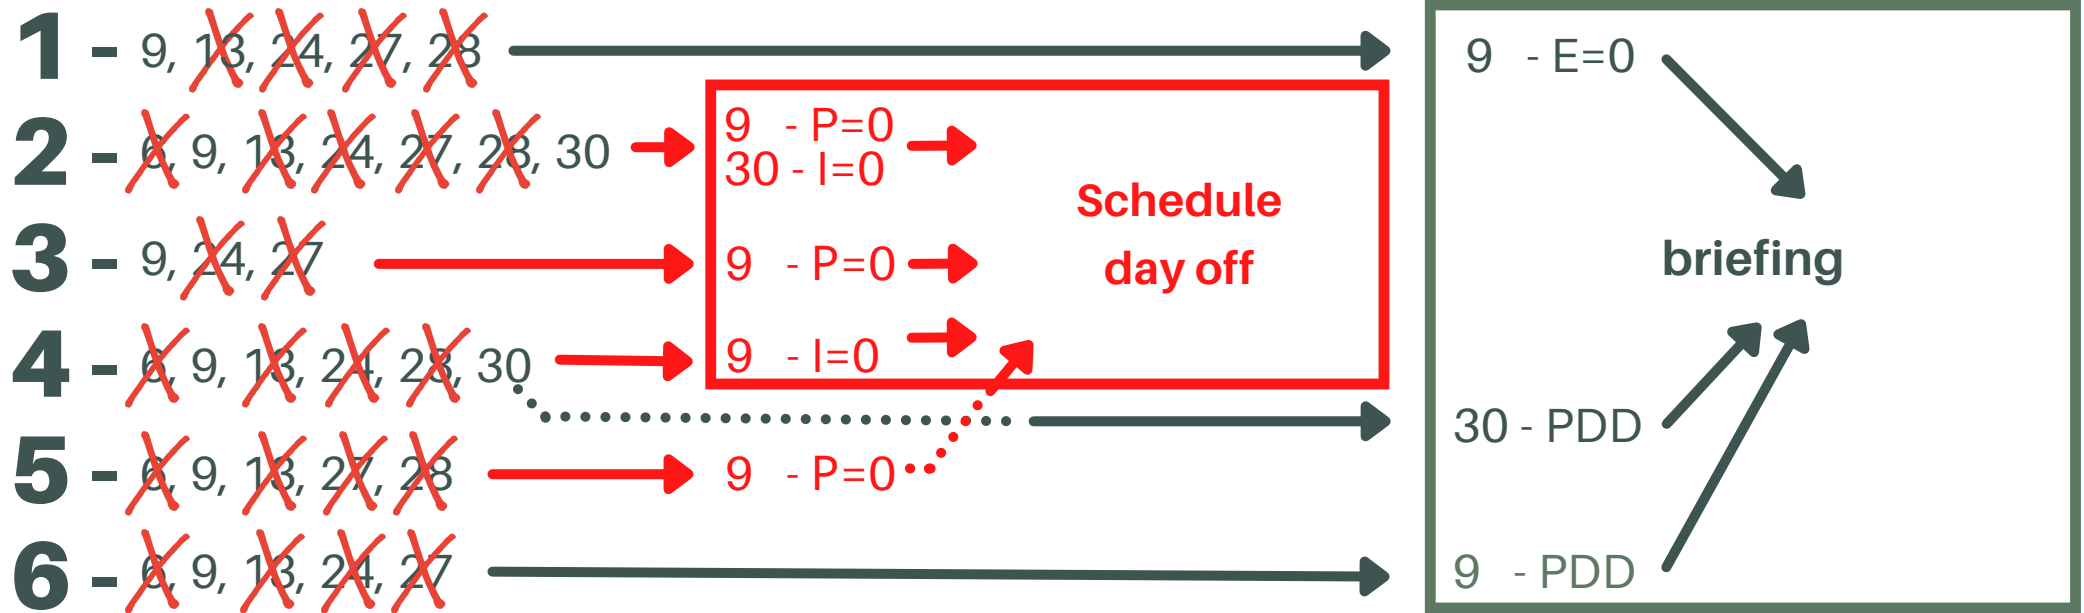 1 - 9, 13, 24, 27, 28
9 - E=0
2 - 6, 9, 13, 24, 27, 28, 30
9 - P=0
30 - I=0
Schedule
day off
3 - 9, 24, 27
9 - P=0
briefing
4 - 6, 9, 13, 24, 28, 30
9 - I=0
30 - PDD
5 - 6, 9, 13, 27, 28
9 - P=0
6 - 6, 9, 13, 24, 27
9 - PDD